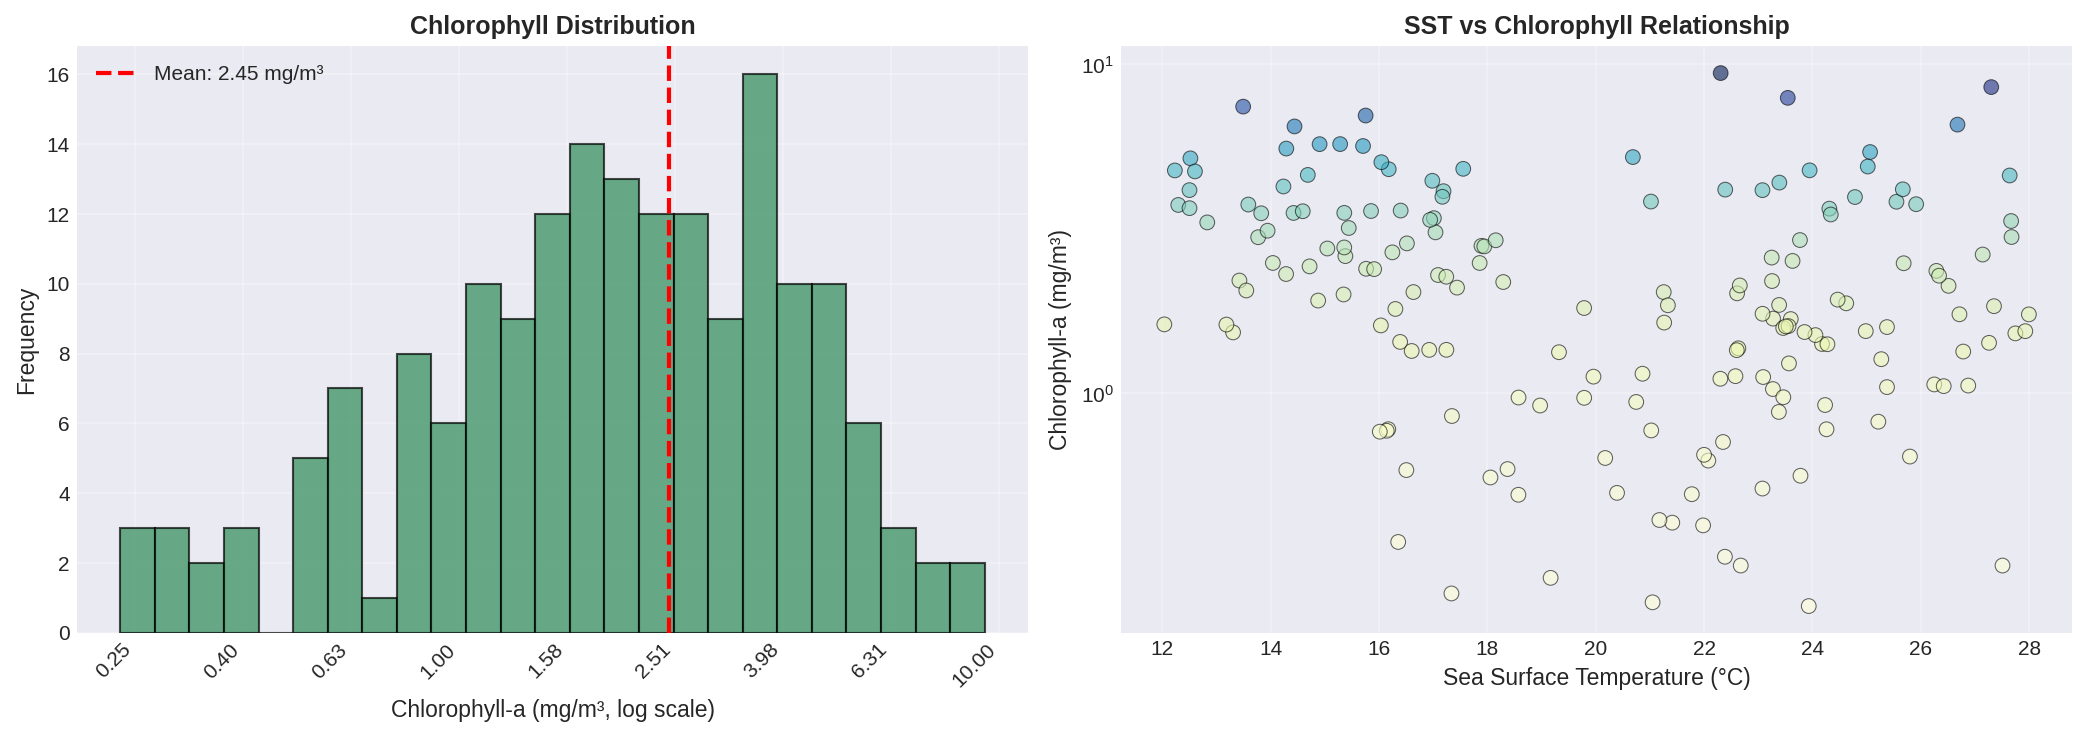 Chlorophyll Distribution
Mean: 2.45 mg/m³
Frequency
16
14
12
10
8
6
4
2
0
0.25 0.40 0.63 1.00 1.58 2.51 3.98 6.31 10.00
Chlorophyll-a (mg/m³, log scale)
SST vs Chlorophyll Relationship
Chlorophyll-a (mg/m³)
10¹
10⁰
12 14 16 18 20 22 24 26 28
Sea Surface Temperature (°C)